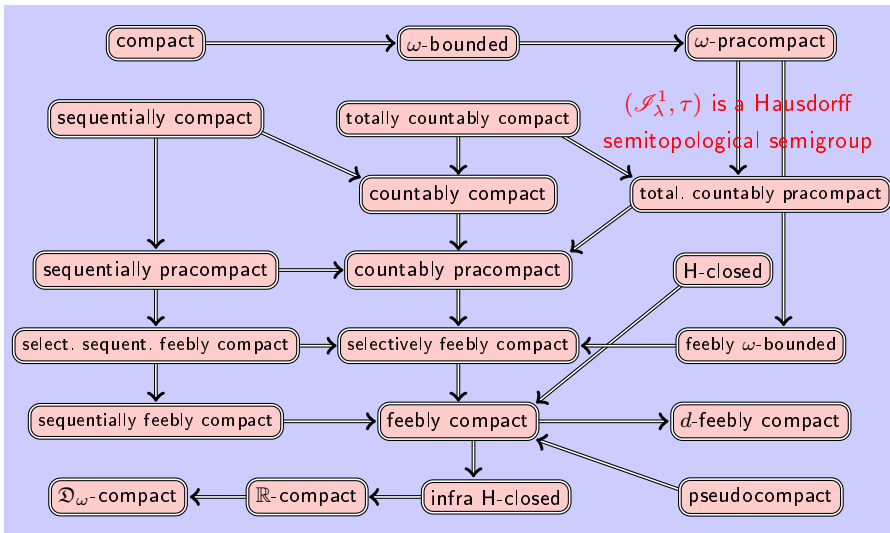 compact
ω-bounded
ω-pracompact
sequentially compact
totally countably compact
(ℐ¹_λ, τ) is a Hausdorff
semitopological semigroup
countably compact
total. countably pracompact
sequentially pracompact
countably pracompact
H-closed
select. sequent. feebly compact
selectively feebly compact
feebly ω-bounded
sequentially feebly compact
feebly compact
d-feebly compact
𝔇_ω-compact
ℝ-compact
infra H-closed
pseudocompact